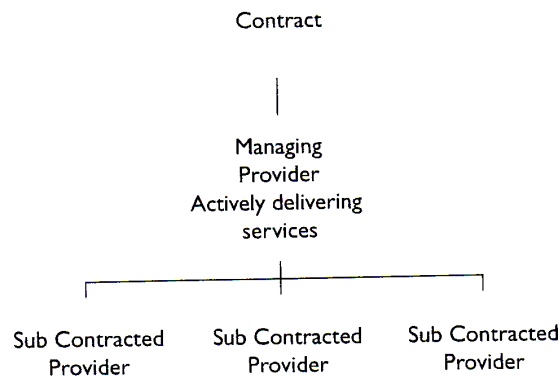 Contract
Managing
Provider
Actively delivering
services
Sub Contracted
Provider
Sub Contracted
Provider
Sub Contracted
Provider